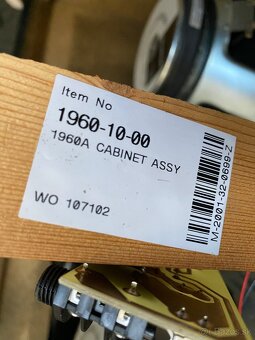 Item No
1960-10-00
1960A CABINET ASSY
WO 107102
M-2001-32-0699-Z